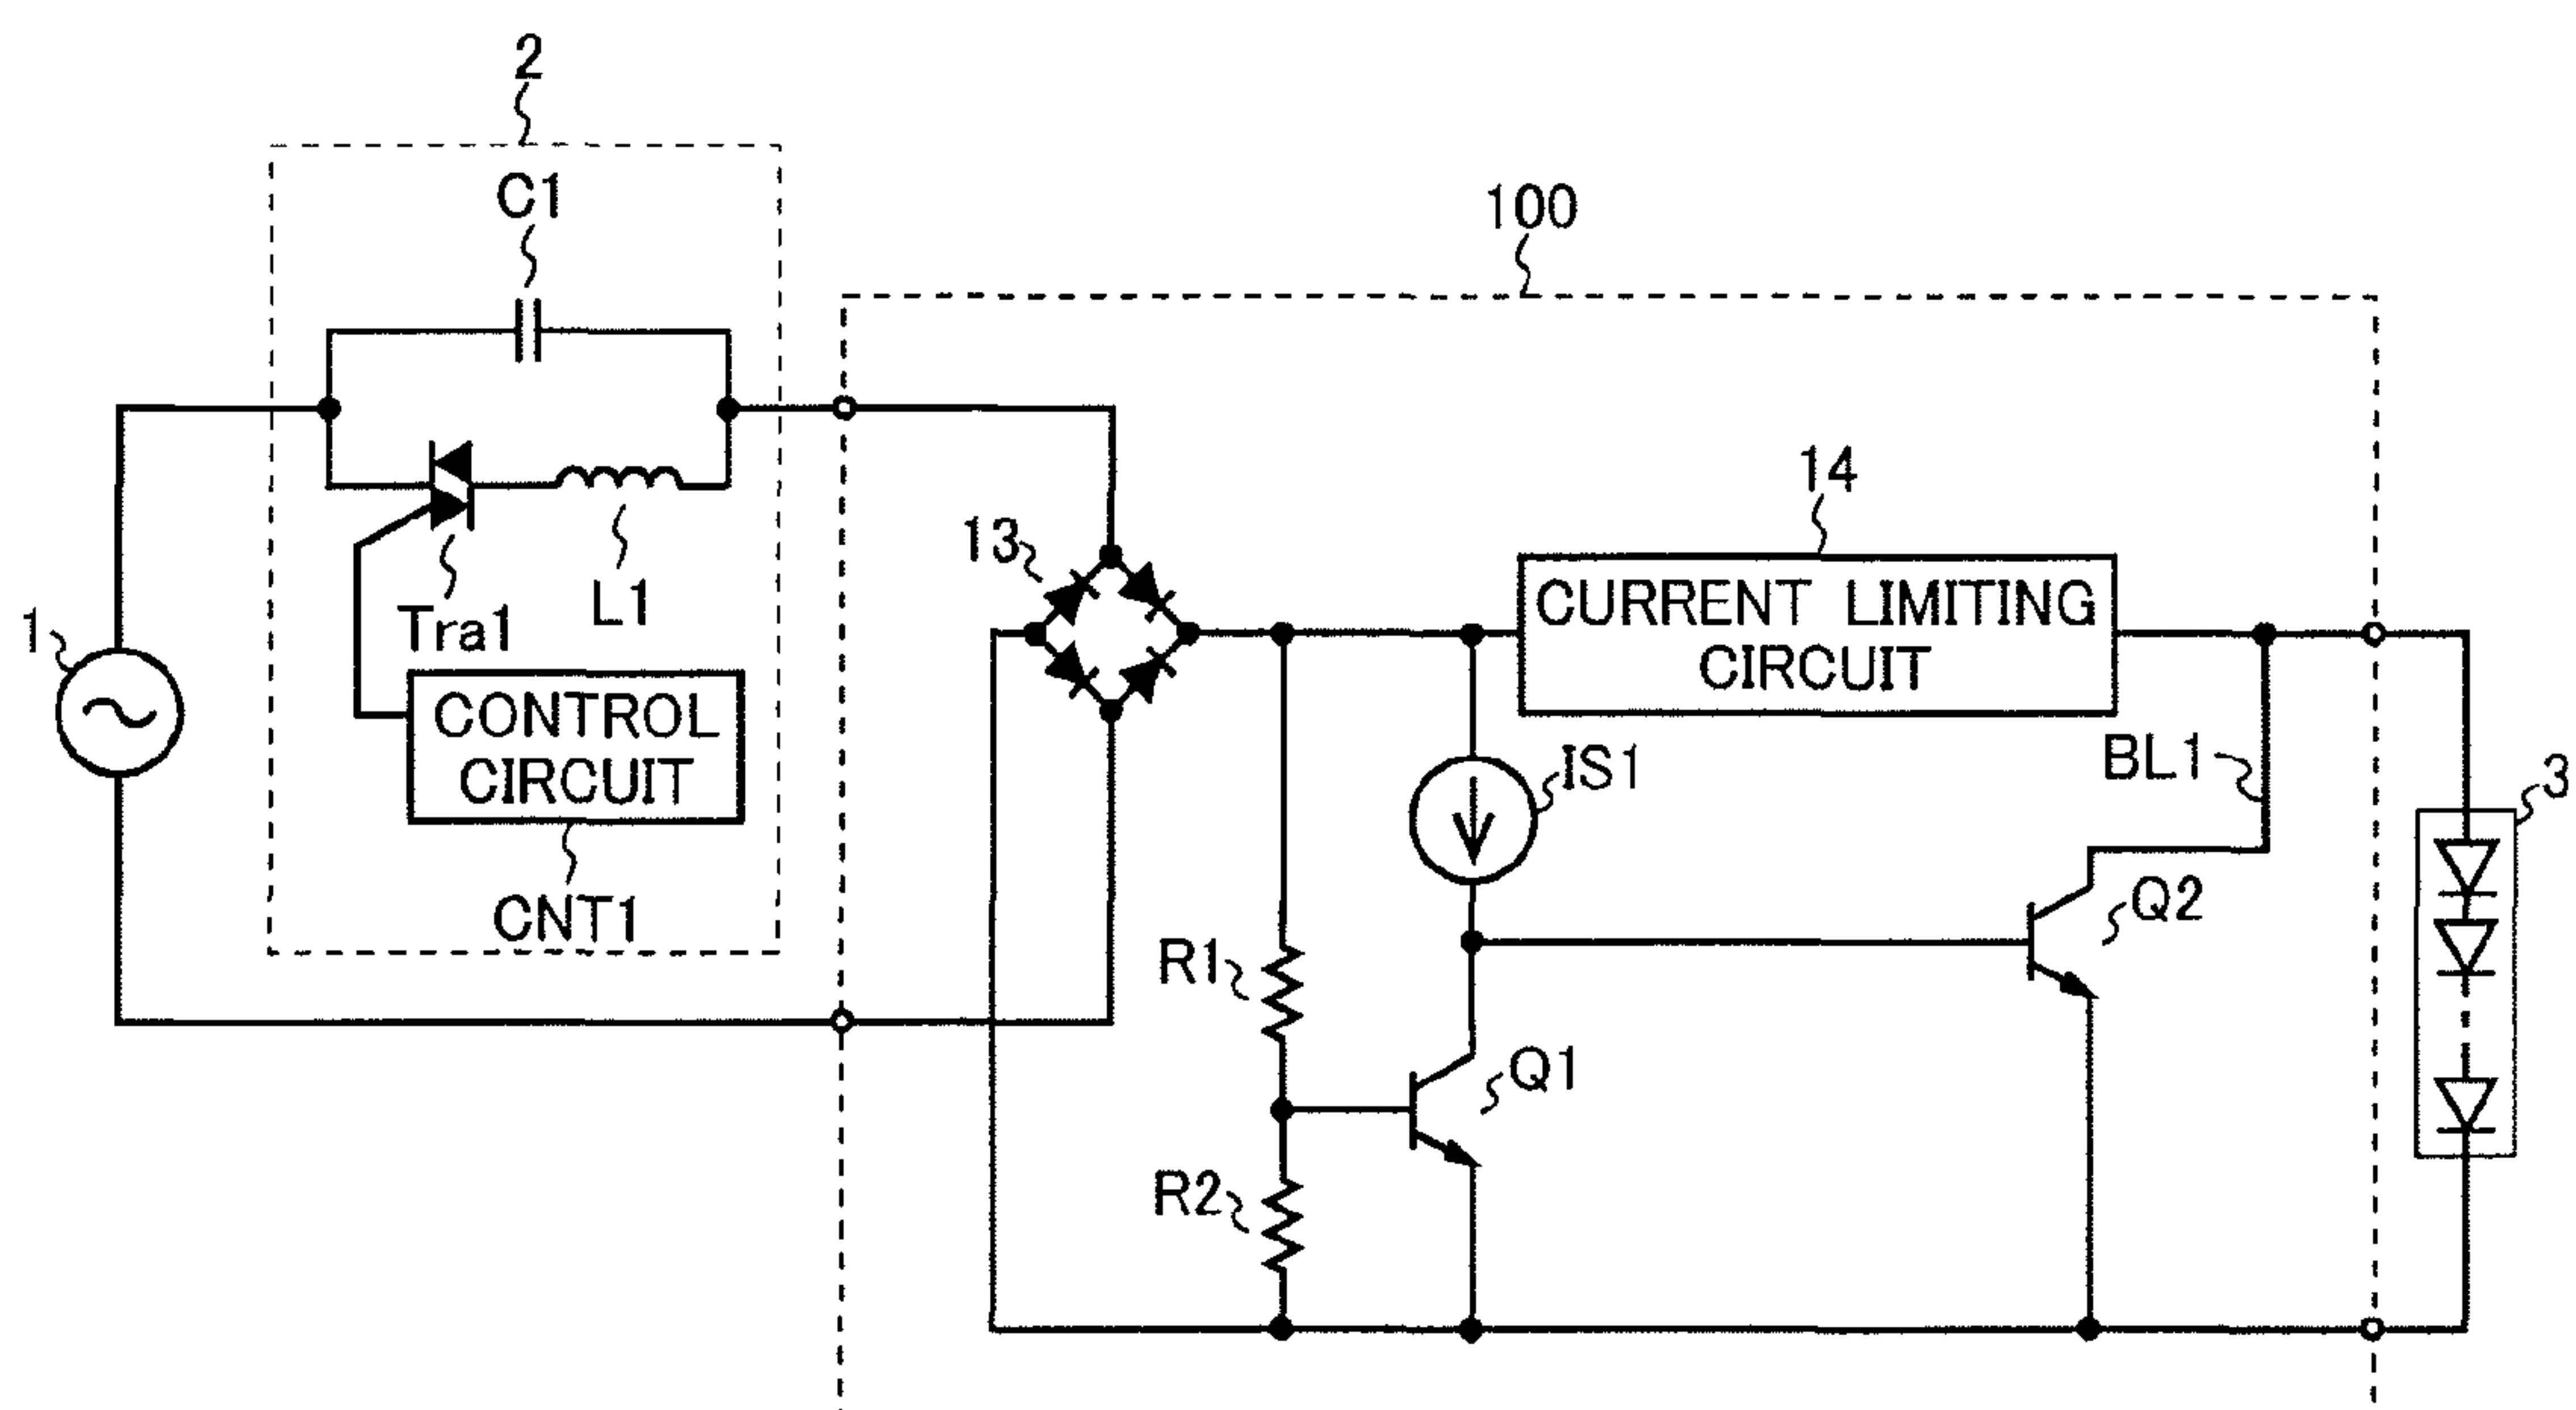 2
C1
100
14
13
CURRENT LIMITING
CIRCUIT
Tra1
L1
1
CONTROL
CIRCUIT
IS1
BL1
3
CNT1
Q2
R1
Q1
R2